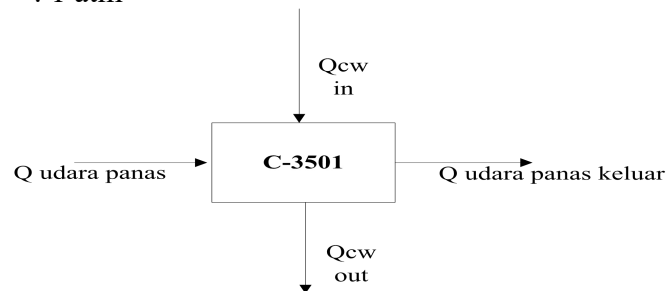 Qcw
in
C-3501
Q udara panas
Q udara panas keluar
Qcw
out